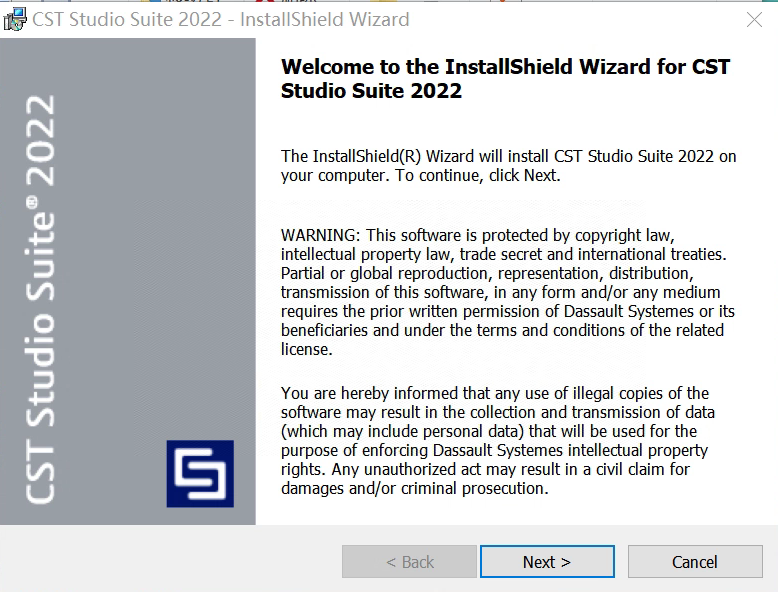 CST Studio Suite 2022 - InstallShield Wizard
CST Studio Suite® 2022
Welcome to the InstallShield Wizard for CST
Studio Suite 2022
The InstallShield(R) Wizard will install CST Studio Suite 2022 on
your computer. To continue, click Next.
WARNING: This software is protected by copyright law,
intellectual property law, trade secret and international treaties.
Partial or global reproduction, representation, distribution,
transmission of this software, in any form and/or any medium
requires the prior written permission of Dassault Systemes or its
beneficiaries and under the terms and conditions of the related
license.
You are hereby informed that any use of illegal copies of the
software may result in the collection and transmission of data
(which may include personal data) that will be used for the
purpose of enforcing Dassault Systemes intellectual property
rights. Any unauthorized act may result in a civil claim for
damages and/or criminal prosecution.
< Back
Next >
Cancel